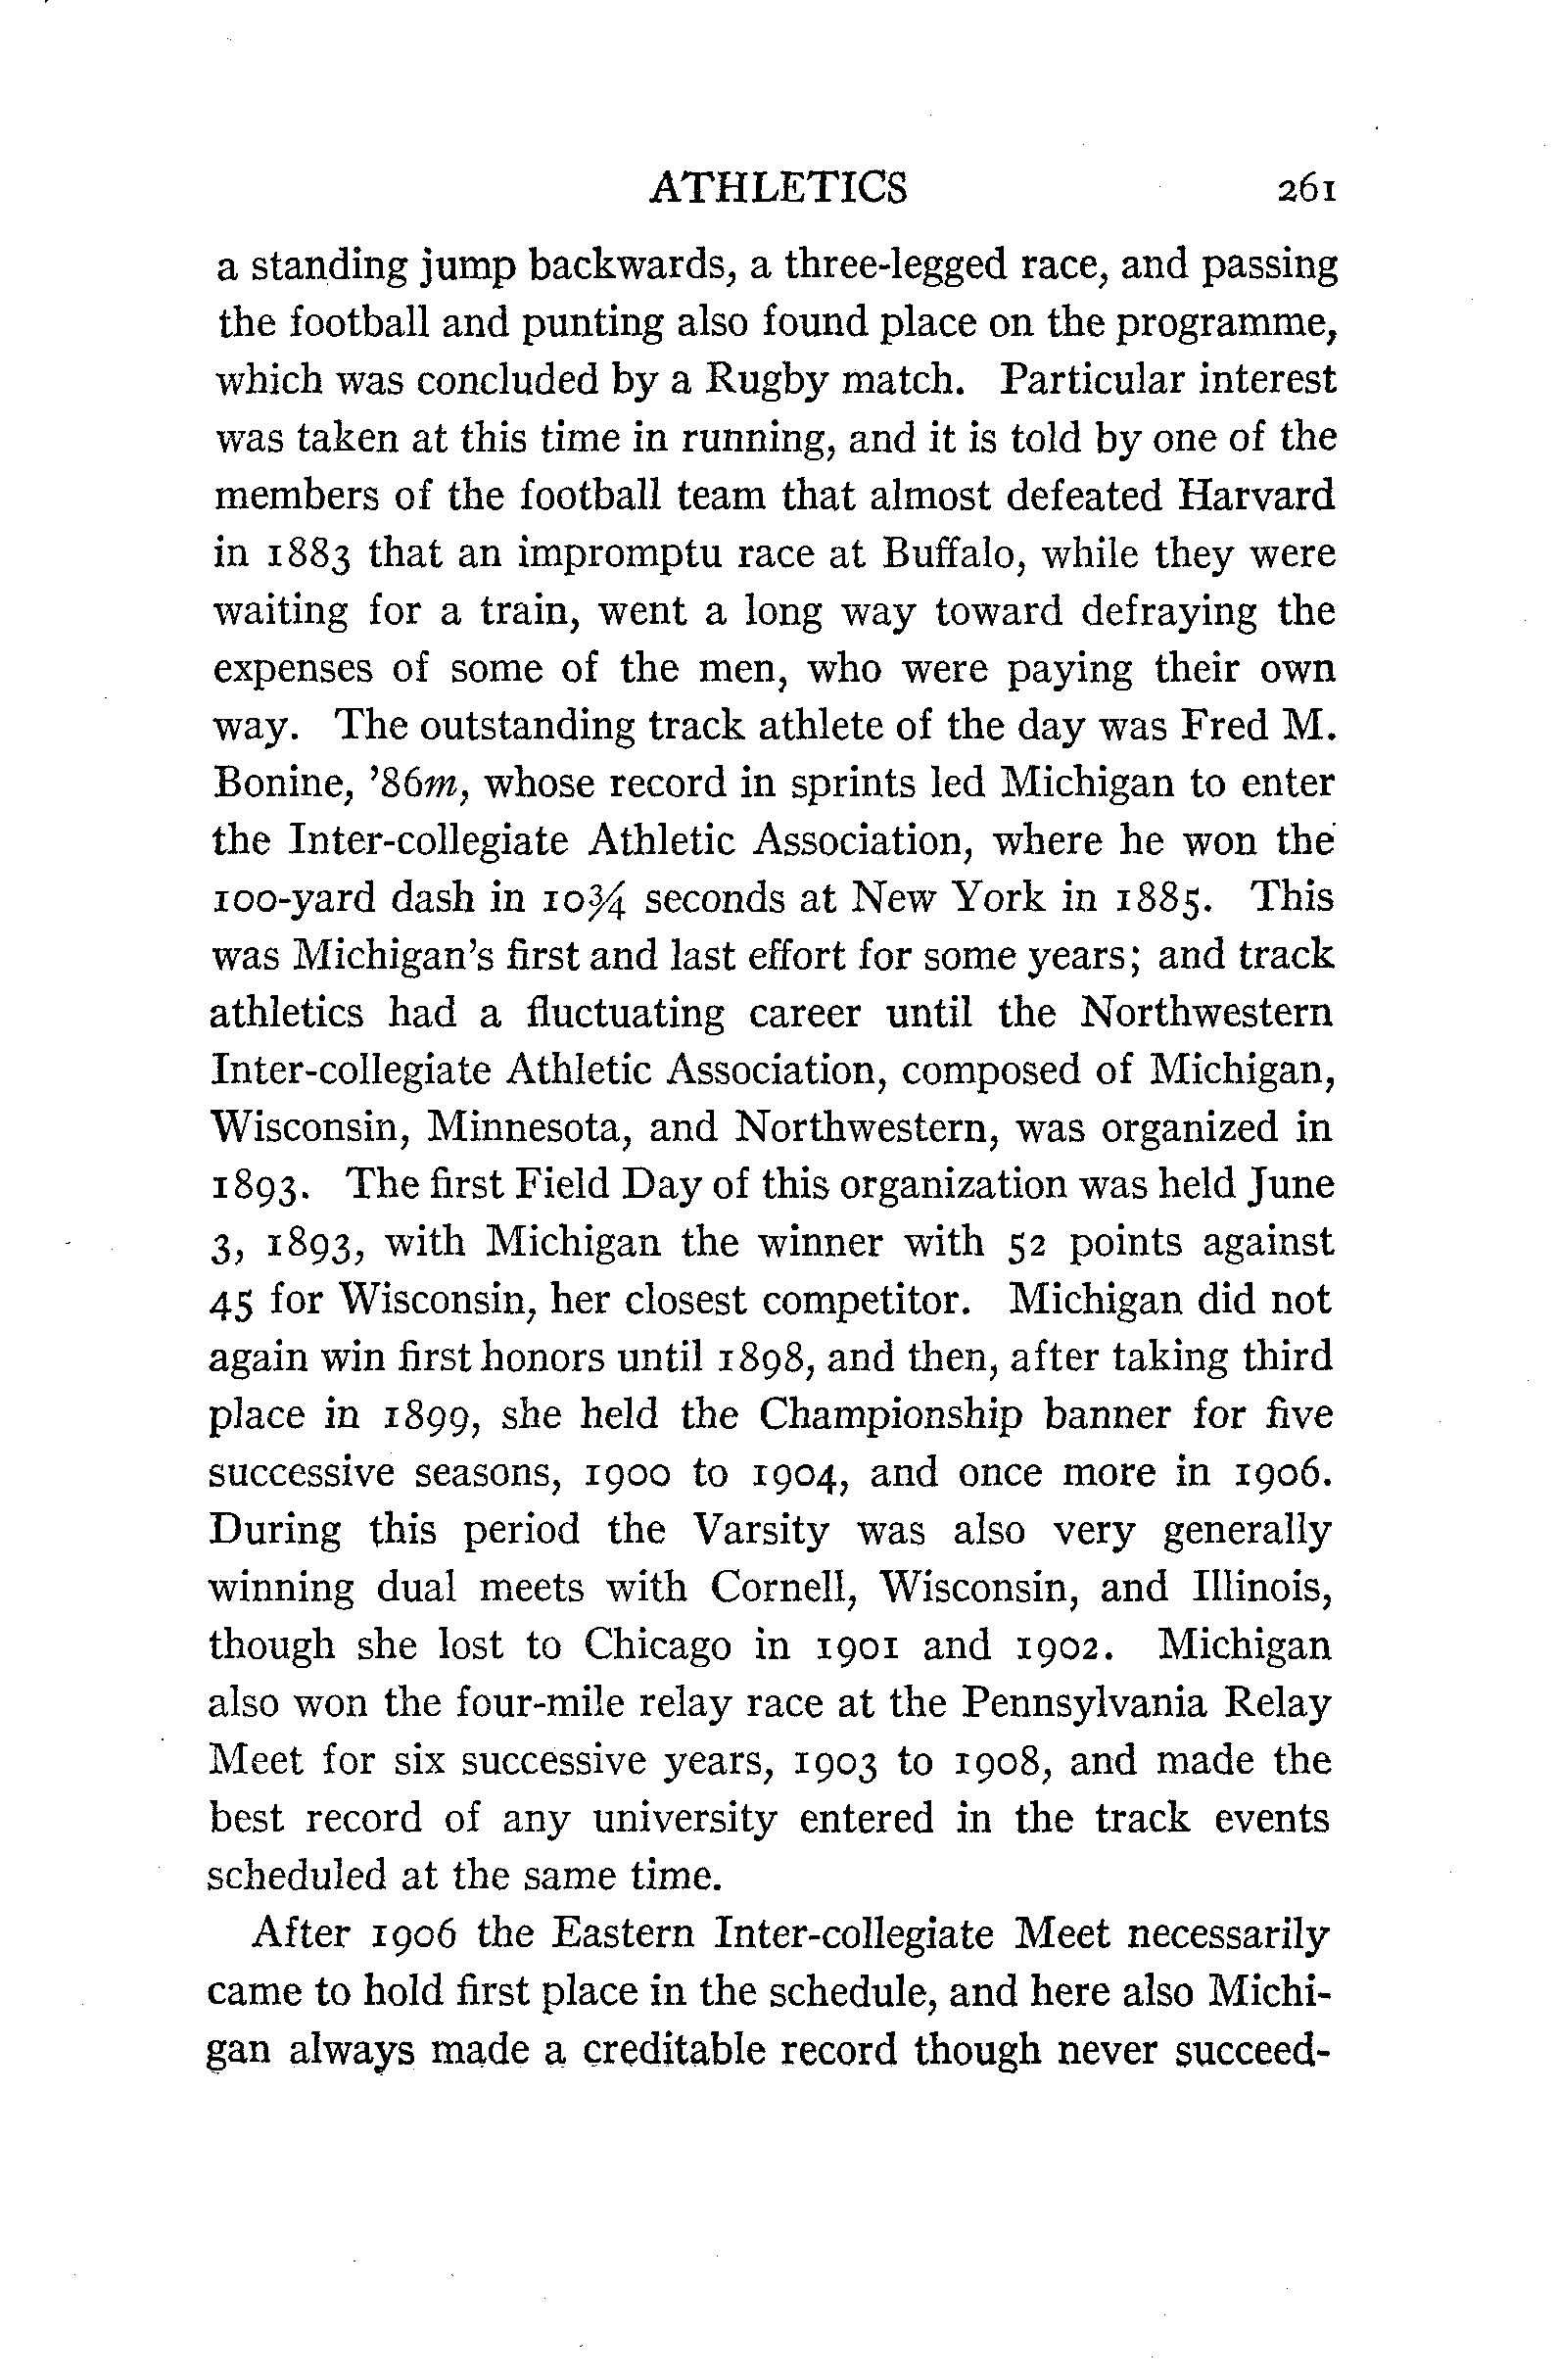 ATHLETICS 261
a standing jump backwards, a three-legged race, and passing
the football and punting also found place on the programme,
which was concluded by a Rugby match. Particular interest
was taken at this time in running, and it is told by one of the
members of the football team that almost defeated Harvard
in 1883 that an impromptu race at Buffalo, while they were
waiting for a train, went a long way toward defraying the
expenses of some of the men, who were paying their own
way. The outstanding track athlete of the day was Fred M.
Bonine, '86m, whose record in sprints led Michigan to enter
the Inter-collegiate Athletic Association, where he won the
100-yard dash in 10¾ seconds at New York in 1885. This
was Michigan's first and last effort for some years; and track
athletics had a fluctuating career until the Northwestern
Inter-collegiate Athletic Association, composed of Michigan,
Wisconsin, Minnesota, and Northwestern, was organized in
1893. The first Field Day of this organization was held June
3, 1893, with Michigan the winner with 52 points against
45 for Wisconsin, her closest competitor. Michigan did not
again win first honors until 1898, and then, after taking third
place in 1899, she held the Championship banner for five
successive seasons, 1900 to 1904, and once more in 1906.
During this period the Varsity was also very generally
winning dual meets with Cornell, Wisconsin, and Illinois,
though she lost to Chicago in 1901 and 1902. Michigan
also won the four-mile relay race at the Pennsylvania Relay
Meet for six successive years, 1903 to 1908, and made the
best record of any university entered in the track events
scheduled at the same time.
After 1906 the Eastern Inter-collegiate Meet necessarily
came to hold first place in the schedule, and here also Michi-
gan always made a creditable record though never succeed-